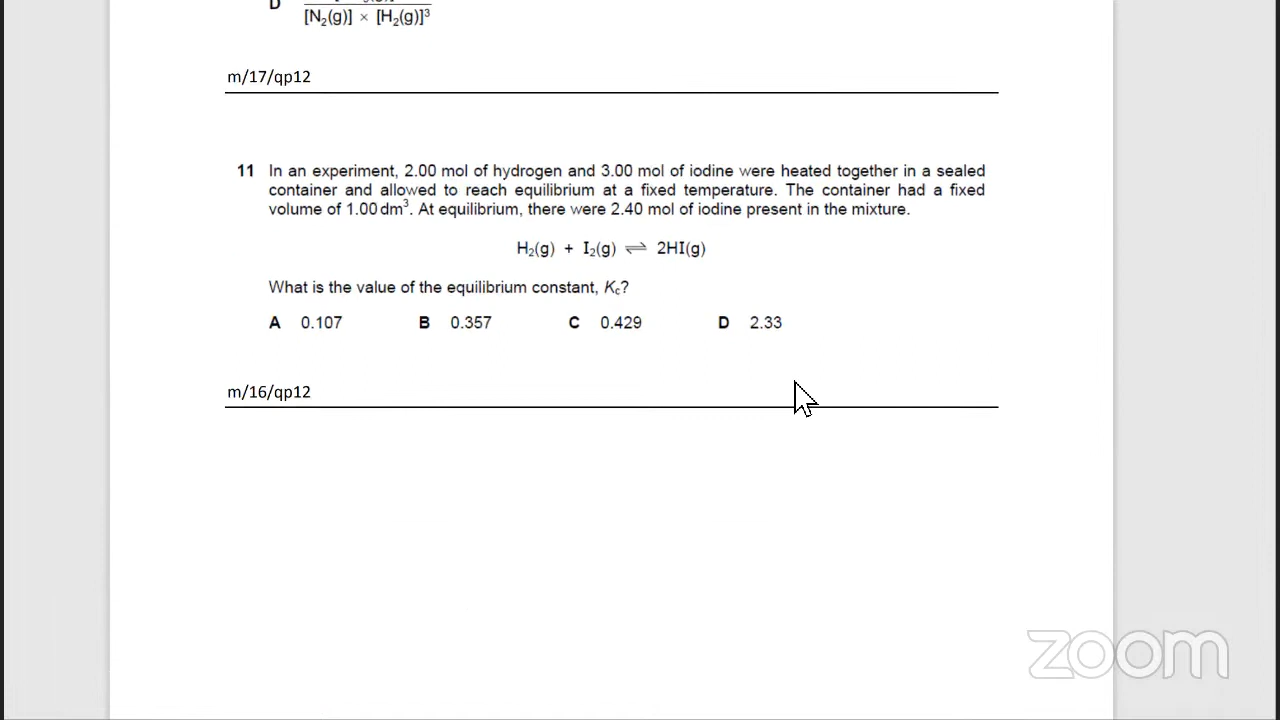 D
[N₂(g)] × [H₂(g)]³
m/17/qp12
11 In an experiment, 2.00 mol of hydrogen and 3.00 mol of iodine were heated together in a sealed
container and allowed to reach equilibrium at a fixed temperature. The container had a fixed
volume of 1.00 dm³. At equilibrium, there were 2.40 mol of iodine present in the mixture.
H₂(g) + I₂(g) ⇌ 2HI(g)
What is the value of the equilibrium constant, Kc?
A 0.107 B 0.357 C 0.429 D 2.33
m/16/qp12
zoom